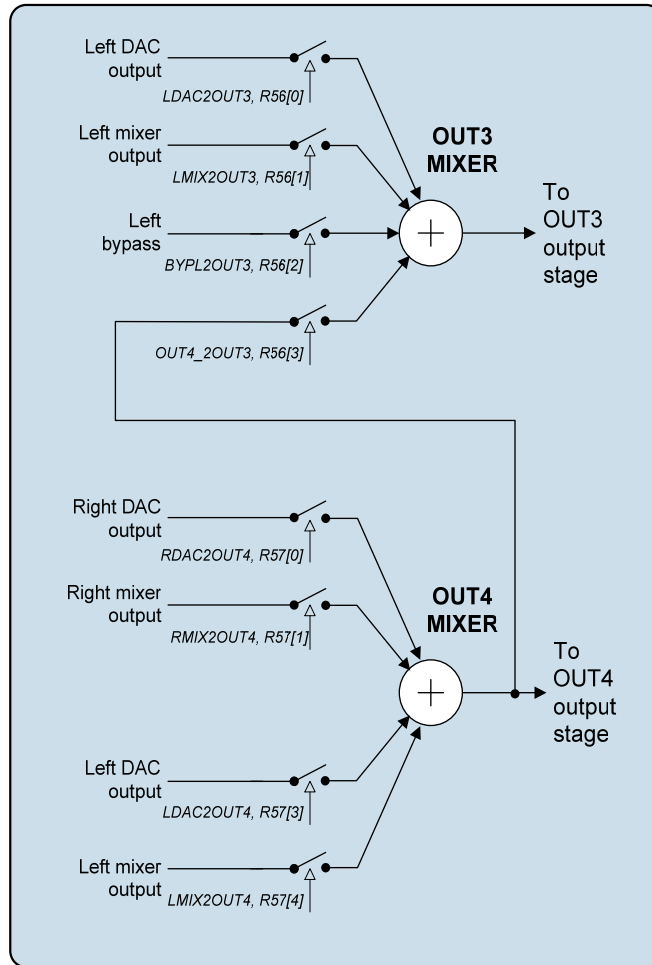 Left DAC
output
LDAC2OUT3, R56[0]
Left mixer
output
LMIX2OUT3, R56[1]
OUT3
MIXER
Left
bypass
BYPL2OUT3, R56[2]
To
OUT3
output
stage
OUT4_2OUT3, R56[3]
Right DAC
output
RDAC2OUT4, R57[0]
Right mixer
output
RMIX2OUT4, R57[1]
OUT4
MIXER
To
OUT4
output
stage
Left DAC
output
LDAC2OUT4, R57[3]
Left mixer
output
LMIX2OUT4, R57[4]